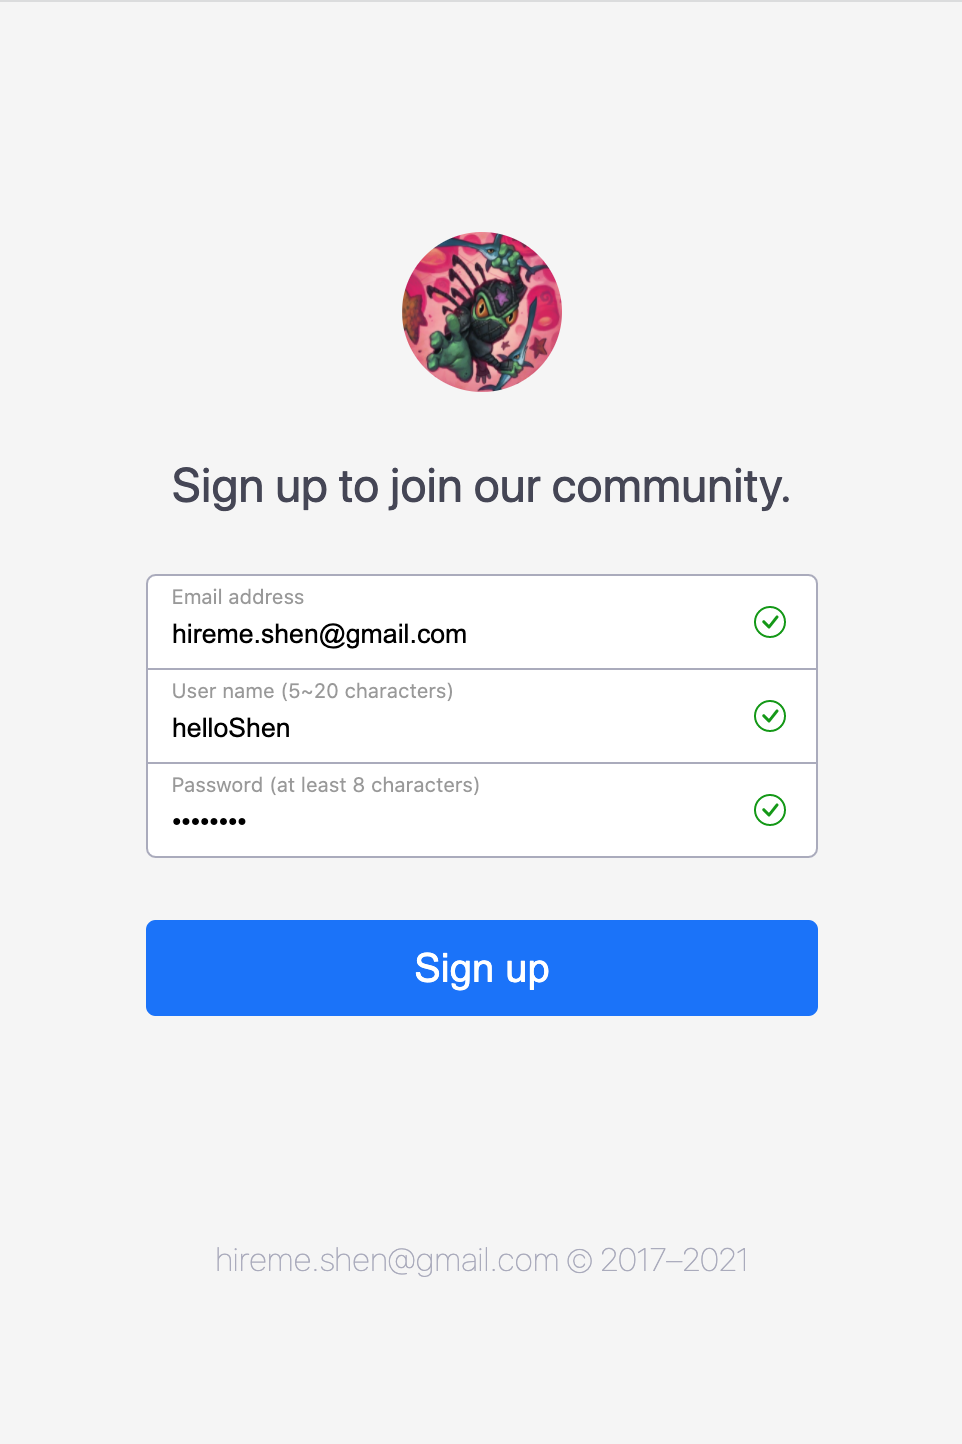 Sign up to join our community.
Email address
hireme.shen@gmail.com
User name (5~20 characters)
helloShen
Password (at least 8 characters)
••••••••
Sign up
hireme.shen@gmail.com © 2017–2021